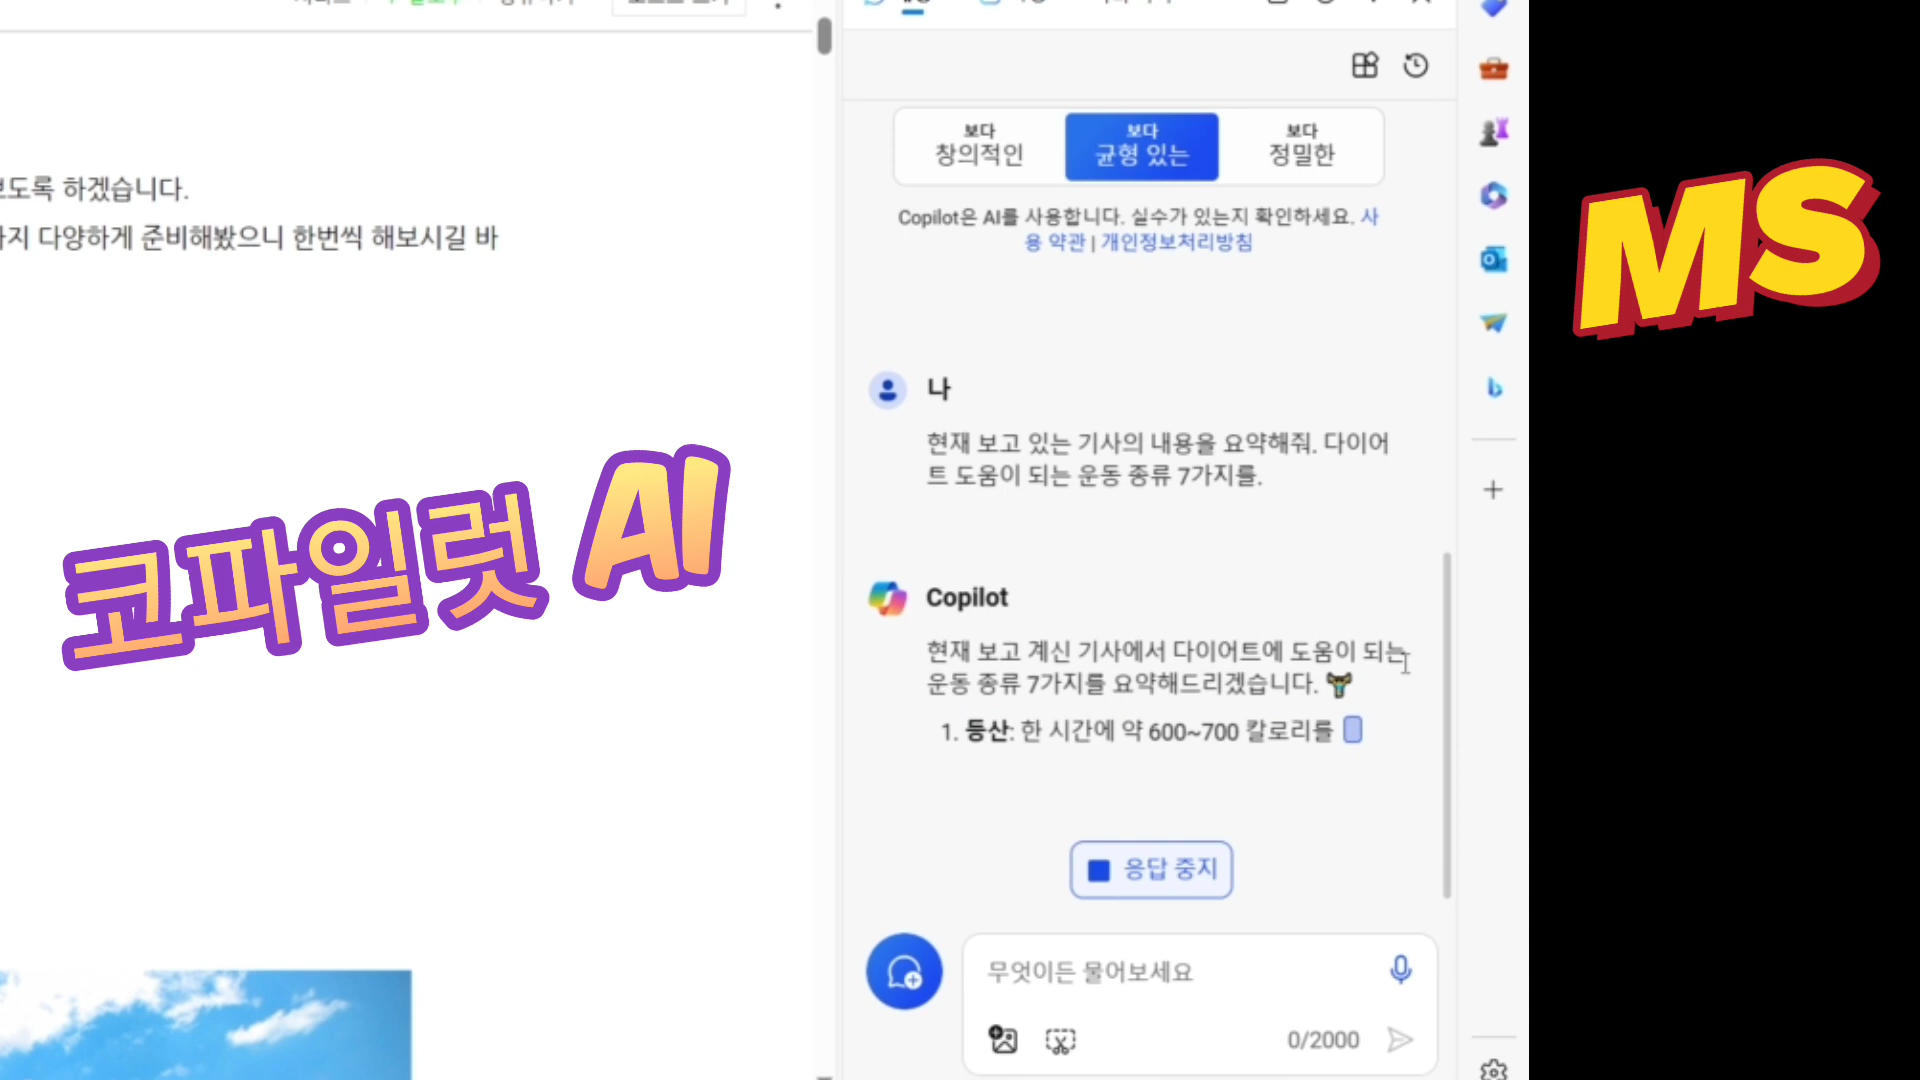 하겠습니다.
다양하게 준비해봤으니 한번씩 해보시길 바
코파일럿 AI
보다
창의적인
보다
균형 있는
보다
정밀한
Copilot은 AI를 사용합니다. 실수가 있는지 확인하세요. 사
용 약관 | 개인정보처리방침
나
현재 보고 있는 기사의 내용을 요약해줘. 다이어
트 도움이 되는 운동 종류 7가지를.
Copilot
현재 보고 계신 기사에서 다이어트에 도움이 되는
운동 종류 7가지를 요약해드리겠습니다.
1. 등산: 한 시간에 약 600~700 칼로리를
응답 중지
무엇이든 물어보세요
0/2000
MS